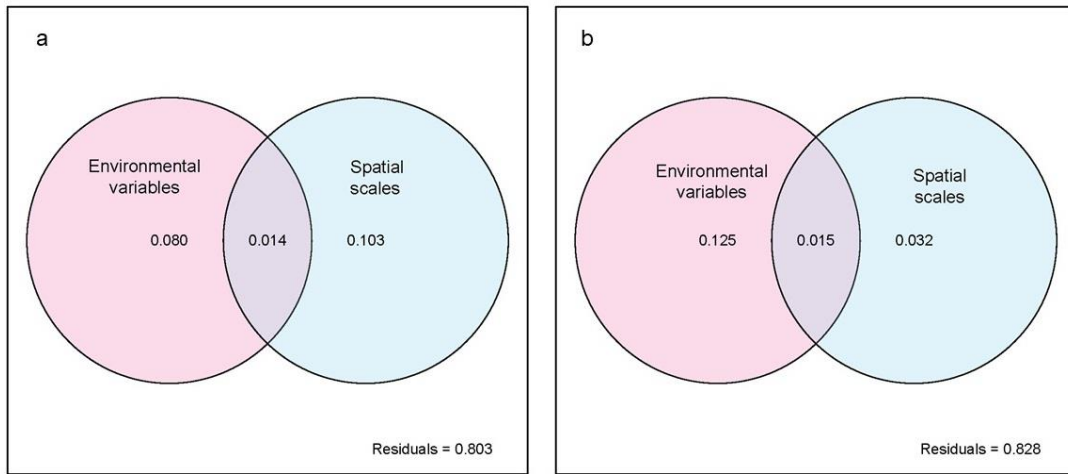 a
Environmental
variables
Spatial
scales
0.080
0.014
0.103
Residuals = 0.803
b
Environmental
variables
Spatial
scales
0.125
0.015
0.032
Residuals = 0.828